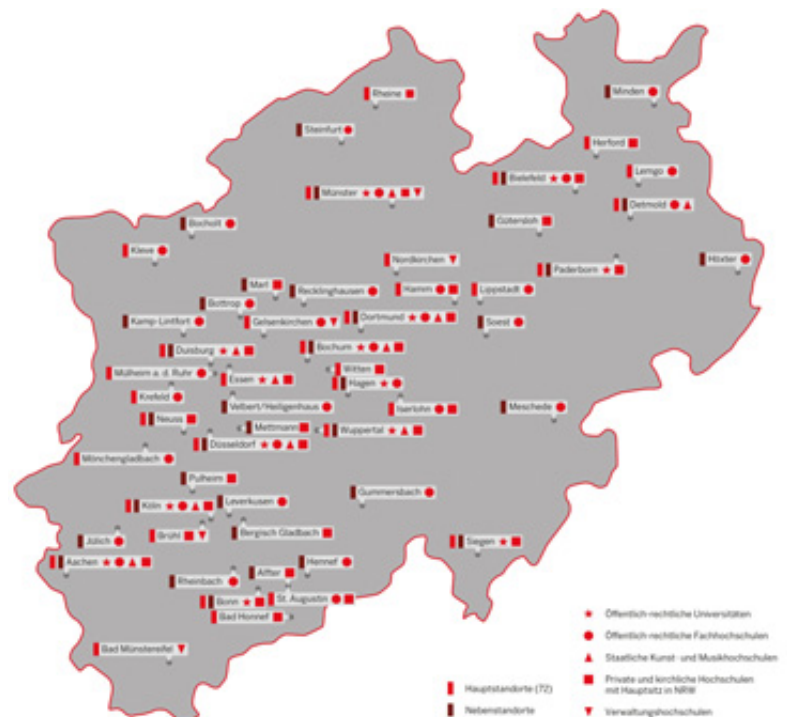 Rheine
Minden
Steinfurt
Herford
Lemgo
Bielefeld
Münster
Detmold
Gütersloh
Bocholt
Kleve
Nordkirchen
Höxter
Paderborn
Marl
Recklinghausen
Hamm
Lippstadt
Bottrop
Kamp-Lintfort
Gelsenkirchen
Dortmund
Soest
Duisburg
Bochum
Mülheim a. d. Ruhr
Essen
Witten
Hagen
Krefeld
Velbert/Heiligenhaus
Iserlohn
Meschede
Neuss
Mettmann
Wuppertal
Düsseldorf
Mönchengladbach
Pulheim
Gummersbach
Köln
Leverkusen
Jülich
Brühl
Bergisch Gladbach
Siegen
Aachen
Hennef
Rheinbach
Alfter
Bonn
St. Augustin
Bad Honnef
Bad Münstereifel
Öffentlich-rechtliche Universitäten
Öffentlich-rechtliche Fachhochschulen
Staatliche Kunst- und Musikhochschulen
Private und kirchliche Hochschulen
mit Hauptsitz in NRW
Verwaltungshochschulen
Hauptstandorte (72)
Nebenstandorte